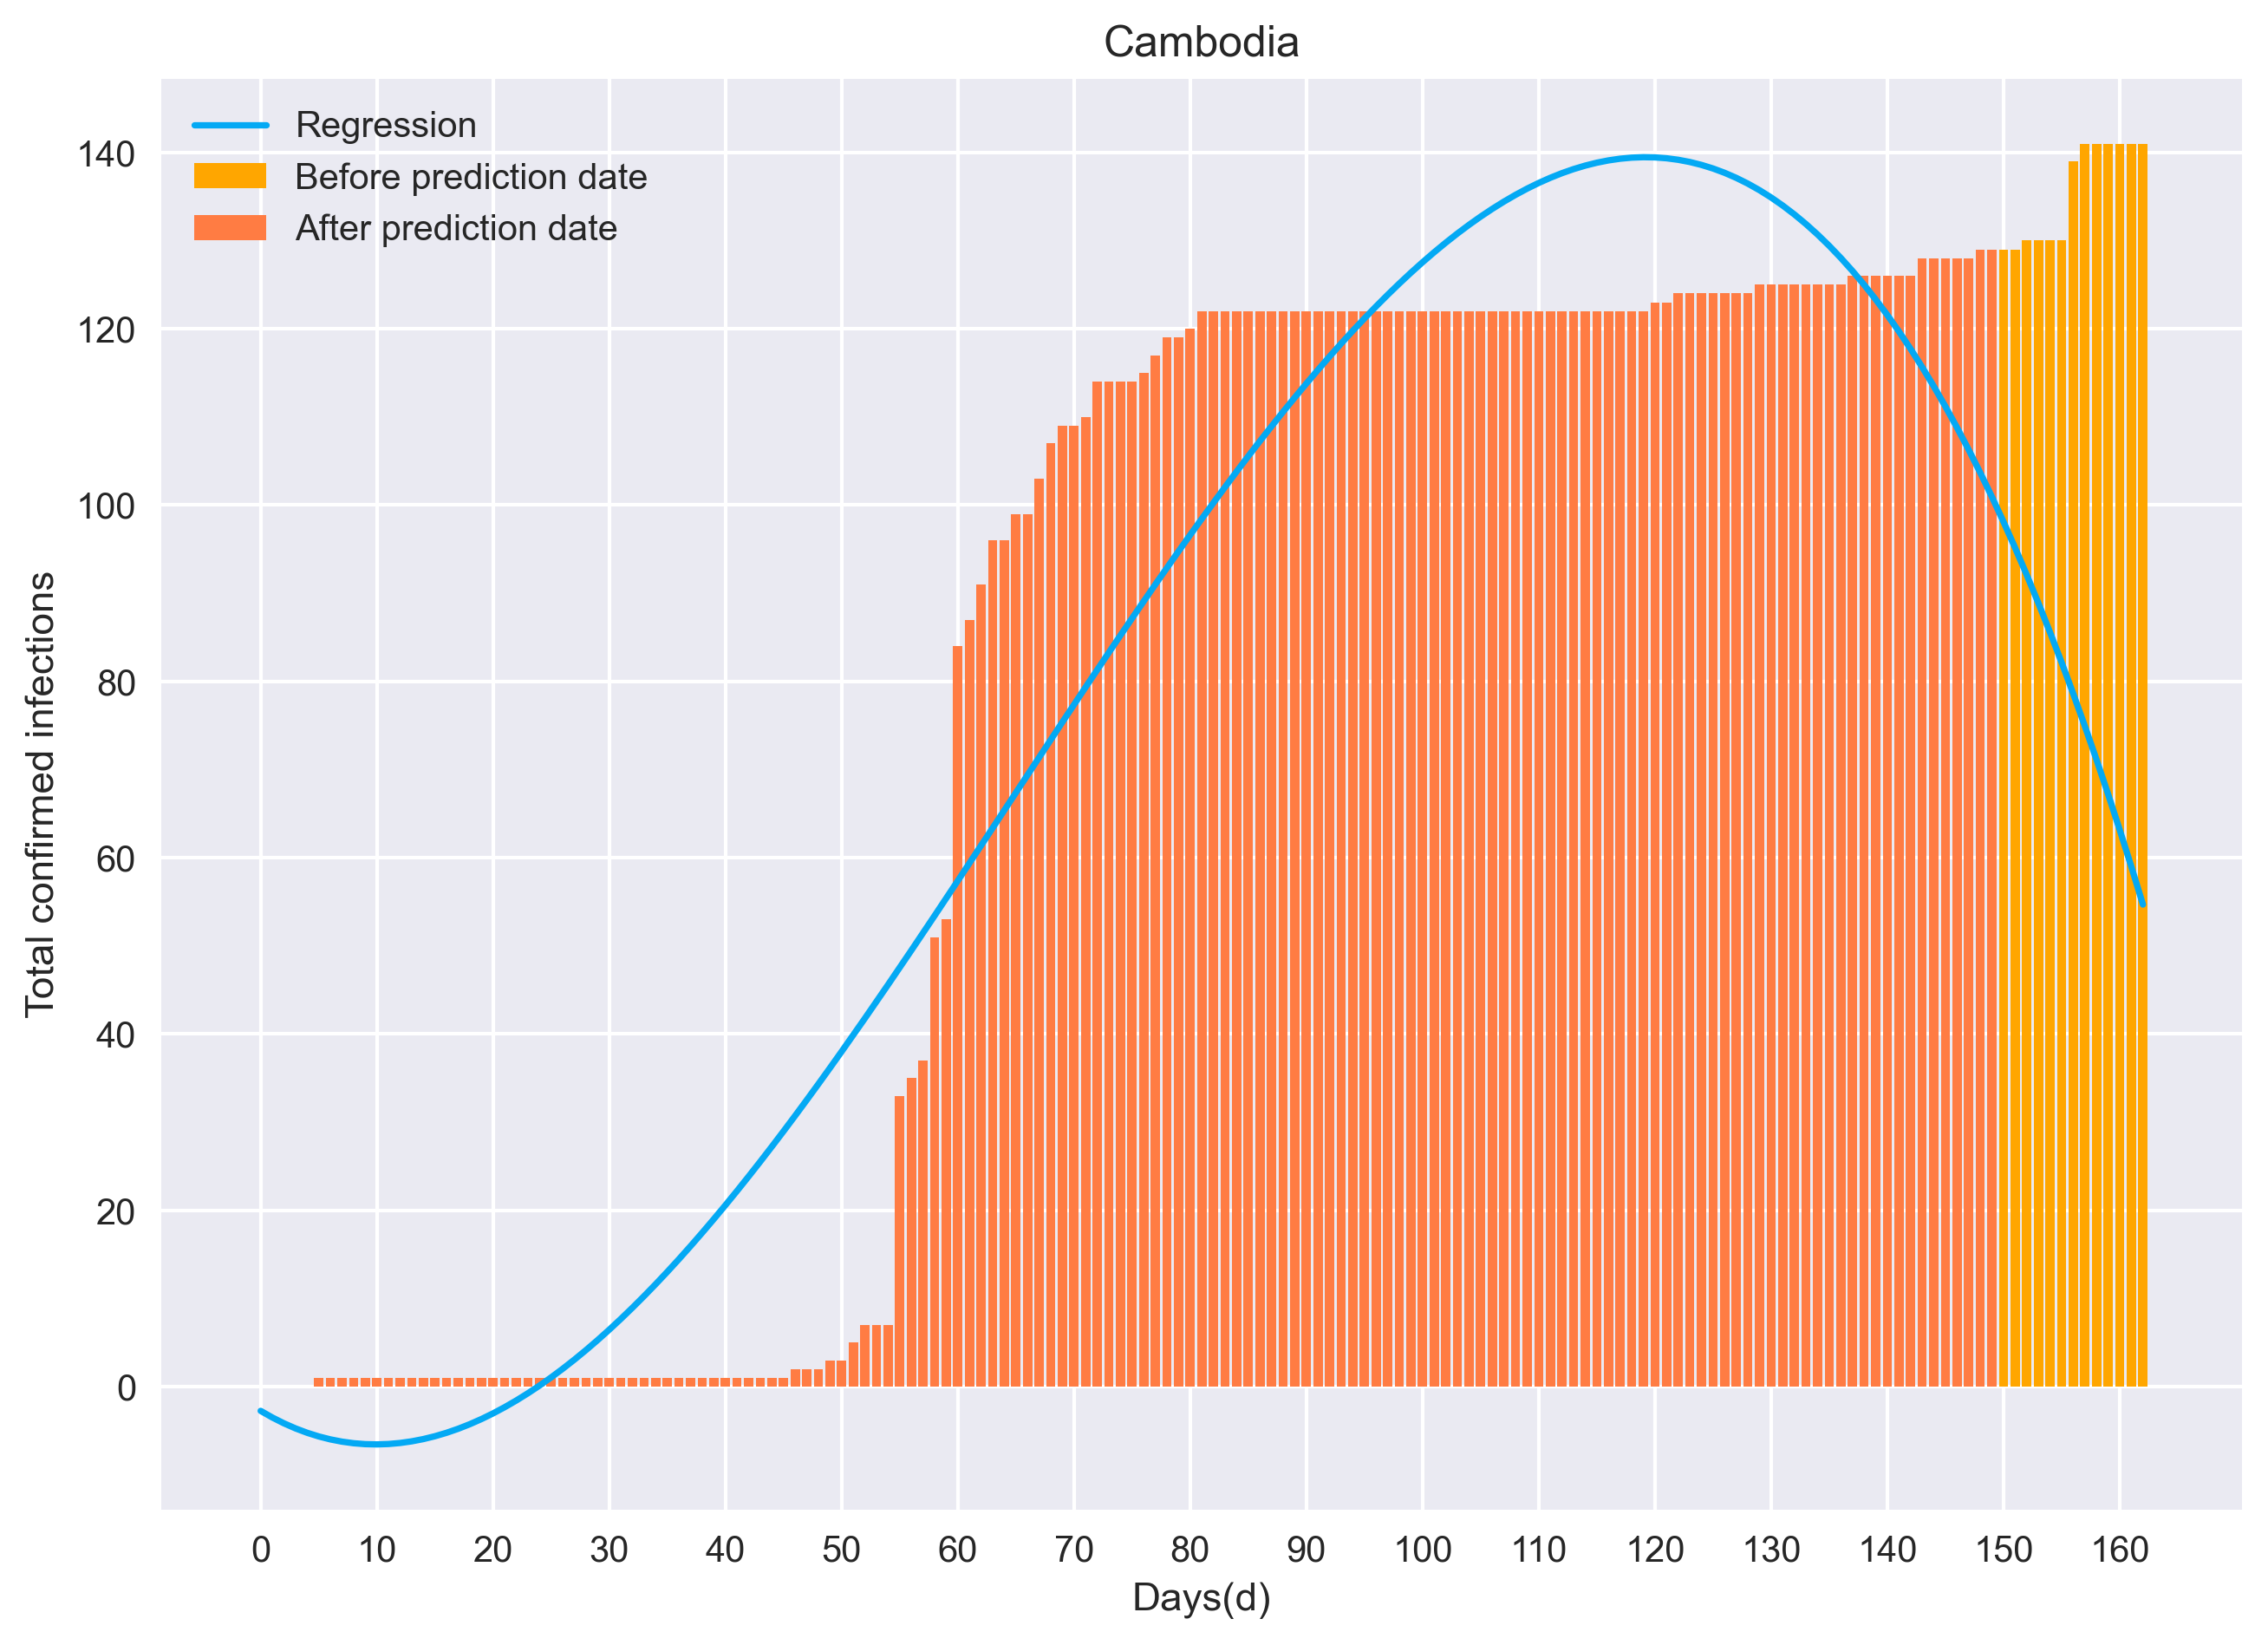 Cambodia
Regression
Before prediction date
After prediction date
140
120
100
80
60
40
20
0
Total confirmed infections
0 10 20 30 40 50 60 70 80 90 100 110 120 130 140 150 160
Days(d)